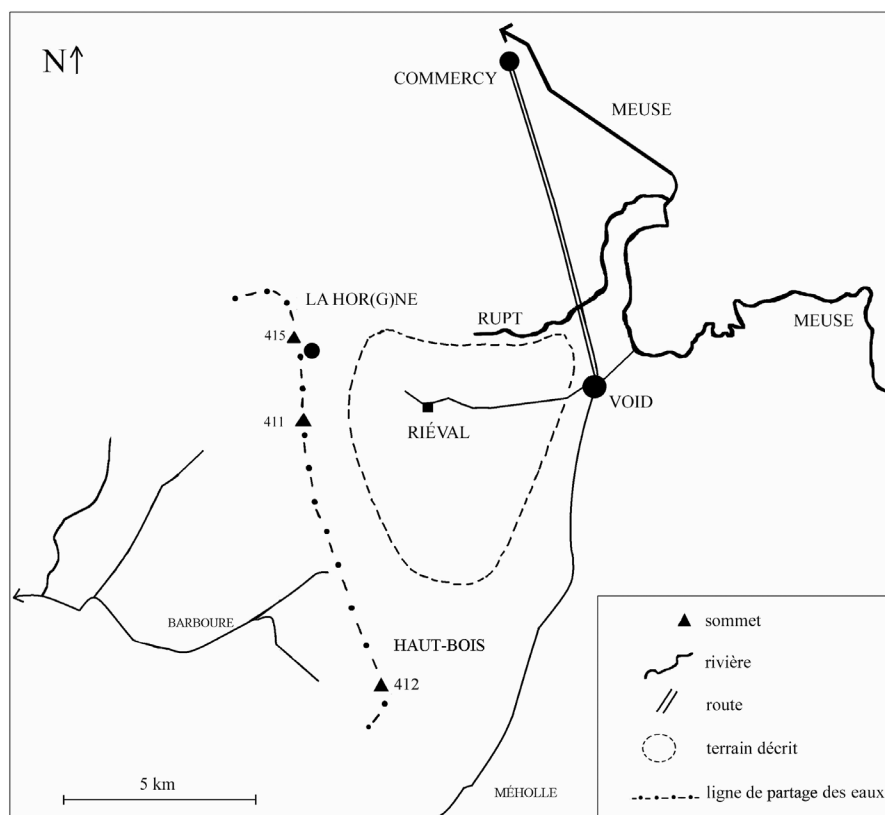 N↑
COMMERCY
MEUSE
LA HOR(G)NE
415
RUPT
MEUSE
VOID
411
RIÉVAL
BARBOURE
HAUT-BOIS
412
sommet
rivière
route
terrain décrit
ligne de partage des eaux
5 km
MÉHOLLE